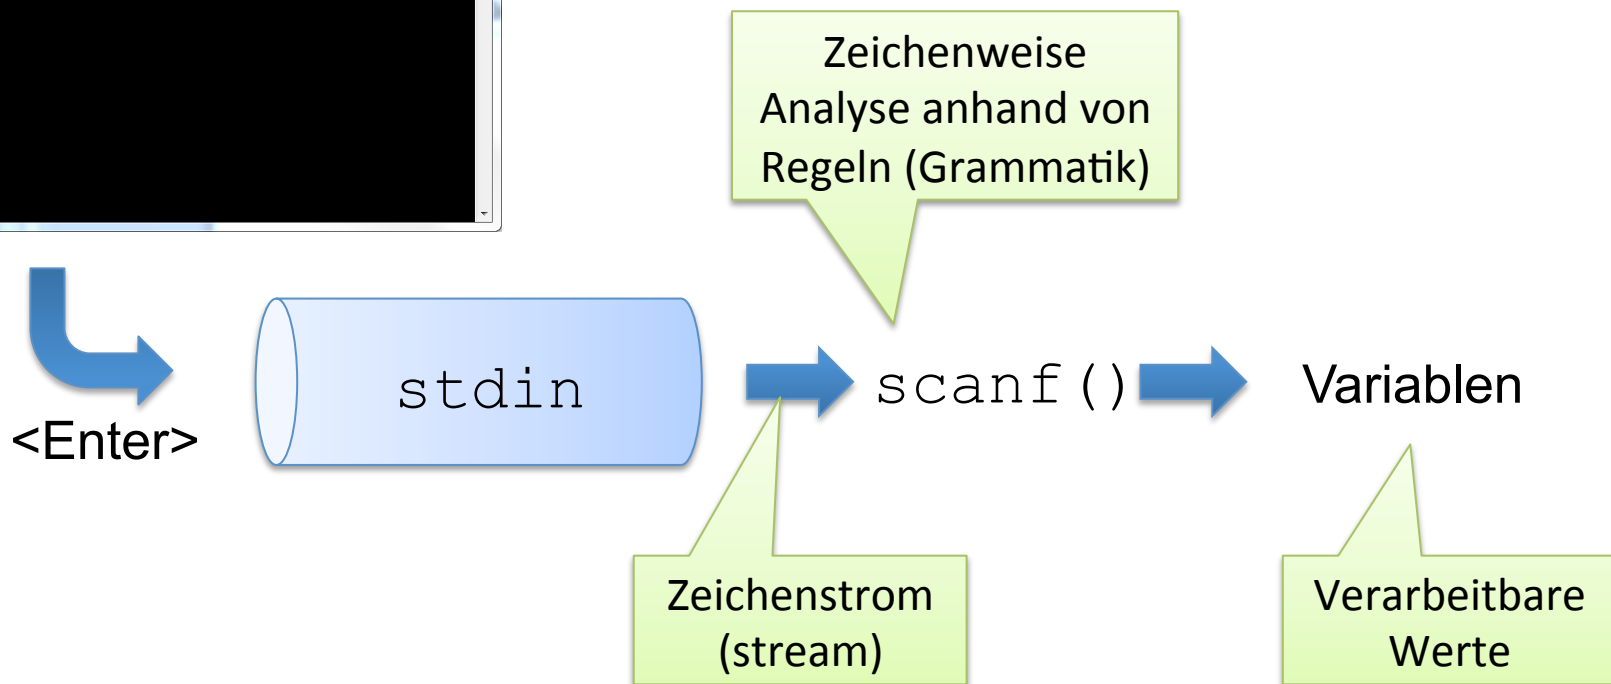 Zeichenweise
Analyse anhand von
Regeln (Grammatik)
<Enter>
stdin
scanf()
Variablen
Zeichenstrom
(stream)
Verarbeitbare
Werte